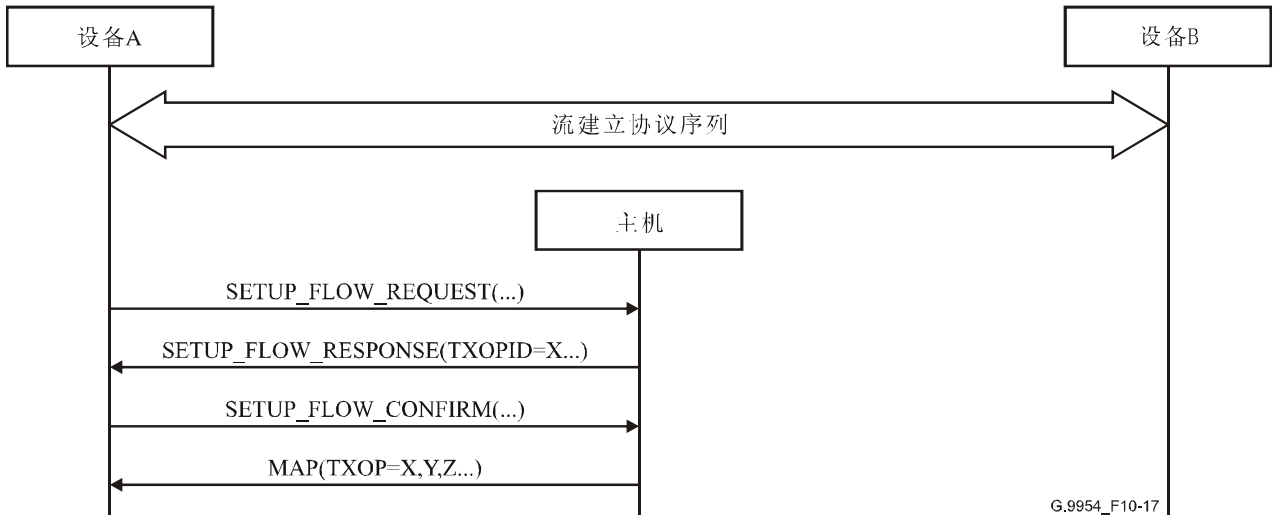 设备A
设备B
流建立协议序列
主机
SETUP_FLOW_REQUEST(...)
SETUP_FLOW_RESPONSE(TXOPID=X...)
SETUP_FLOW_CONFIRM(...)
MAP(TXOP=X,Y,Z...)
G.9954_F10-17